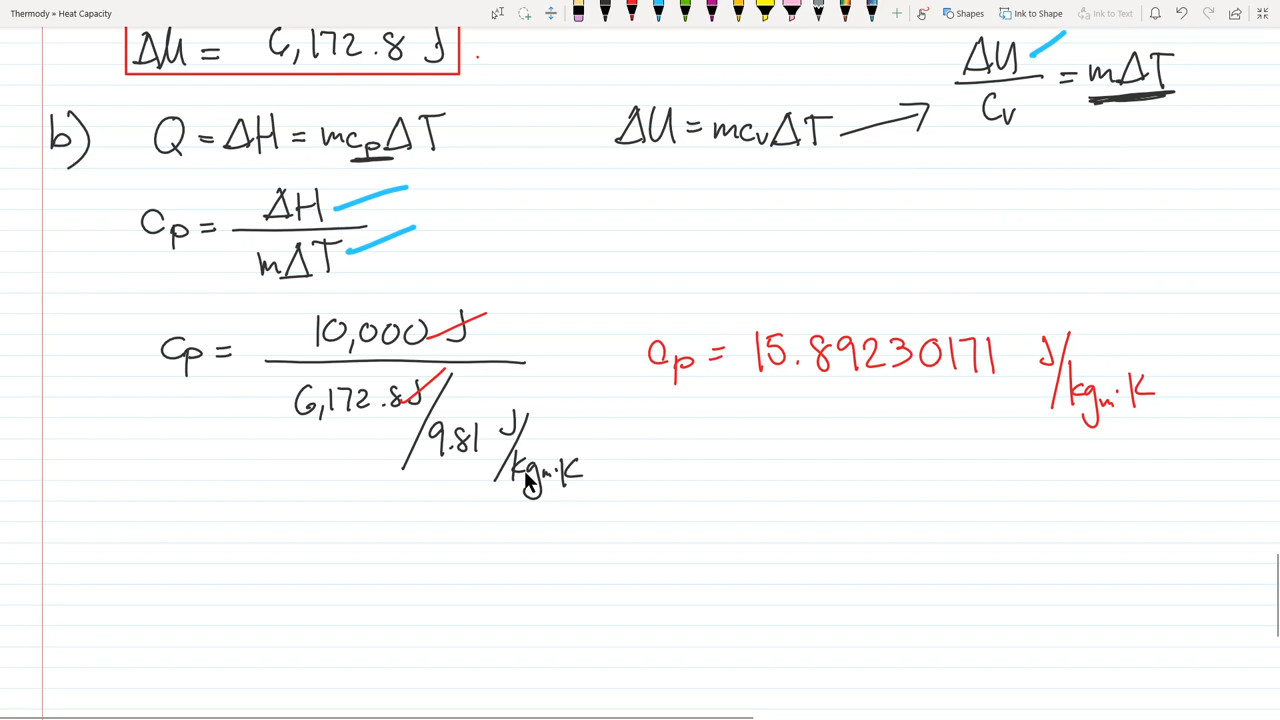 Thermody » Heat Capacity
Shapes
Ink to Shape
Ink to Text
ΔU = 6,172.8 J
b) Q = ΔH = mcpΔT
ΔU = mcvΔT → ΔU/Cv = mΔT
Cp = ΔH/mΔT
Cp = 10,000 J / 6,172.8J/9.81 J/kgm·K
Cp = 15.89230171 J/kgm·K